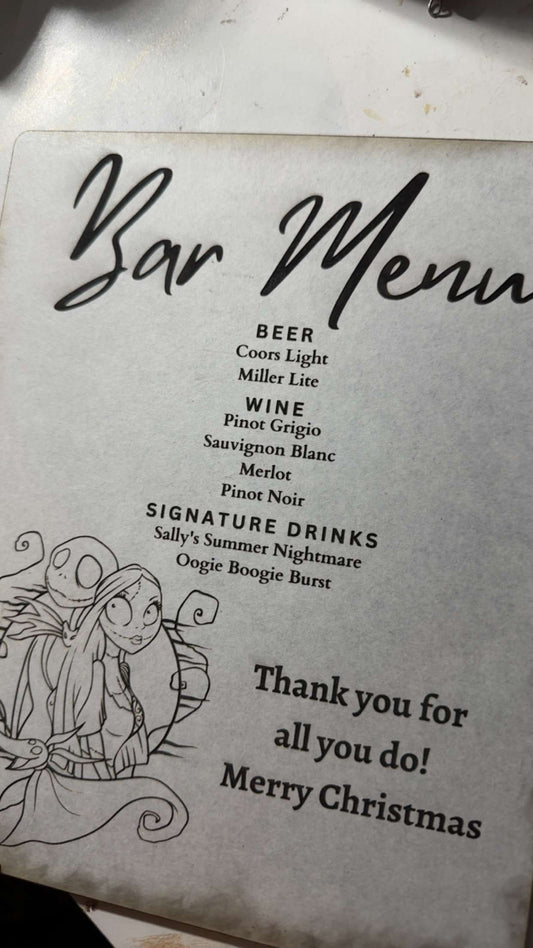 Bar Menu
BEER
Coors Light
Miller Lite
WINE
Pinot Grigio
Sauvignon Blanc
Merlot
Pinot Noir
SIGNATURE DRINKS
Sally's Summer Nightmare
Oogie Boogie Burst
Thank you for
all you do!
Merry Christmas